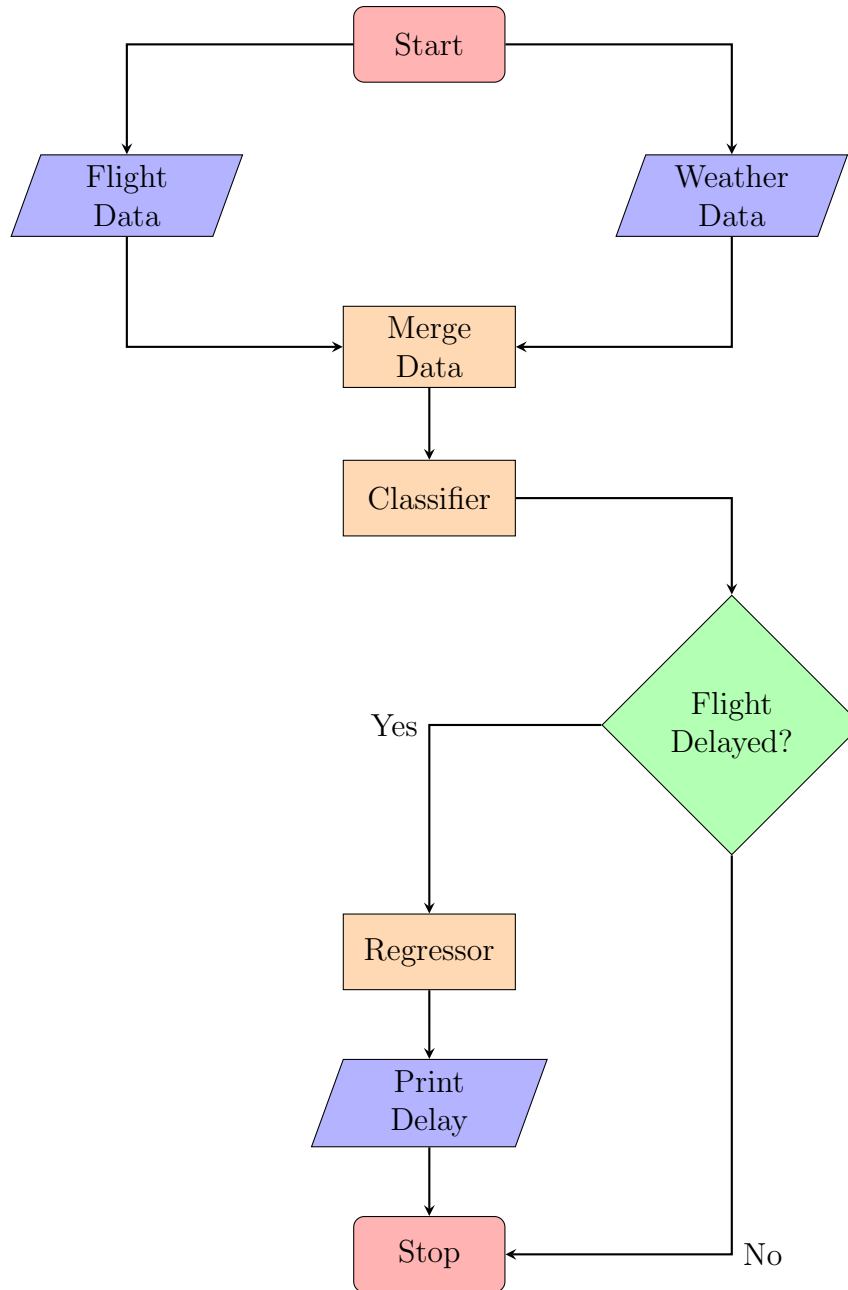 Start
Flight
Data
Weather
Data
Merge
Data
Classifier
Flight
Delayed?
Yes
Regressor
Print
Delay
Stop
No